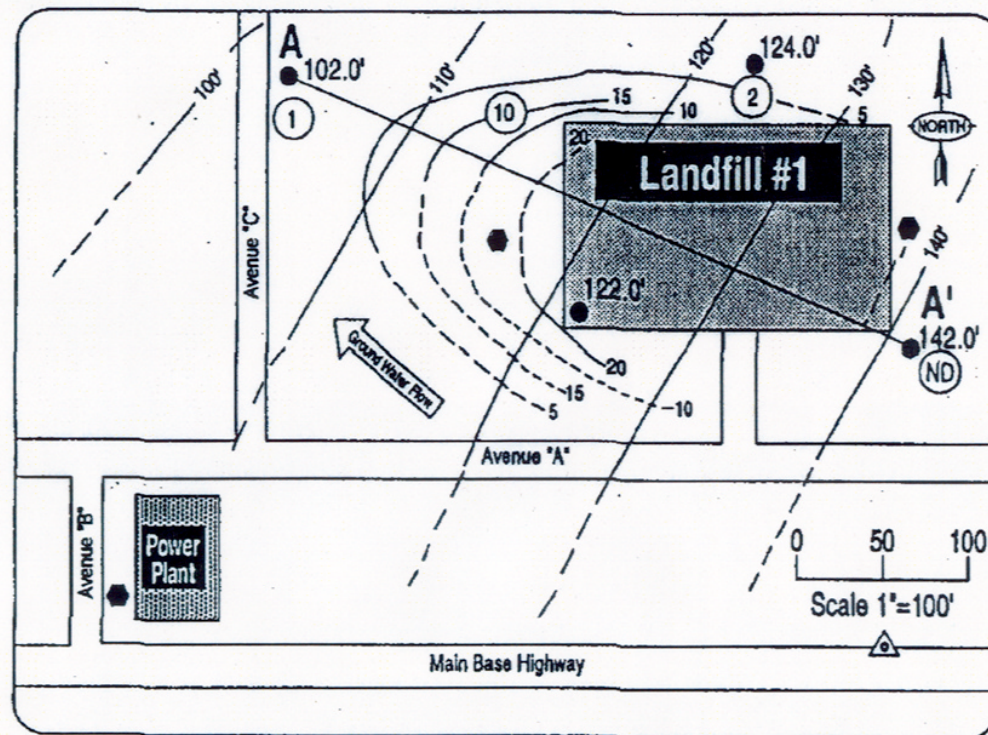 A
102.0'
1
100'
110'
120'
124.0'
2
130'
NORTH
15
10
10
5
20
Landfill #1
Avenue "C"
140'
122.0'
A'
142.0'
ND
Ground Water Flow
20
15
10
5
Avenue "A"
Avenue "B"
Power
Plant
0 50 100
Scale 1"=100'
Main Base Highway